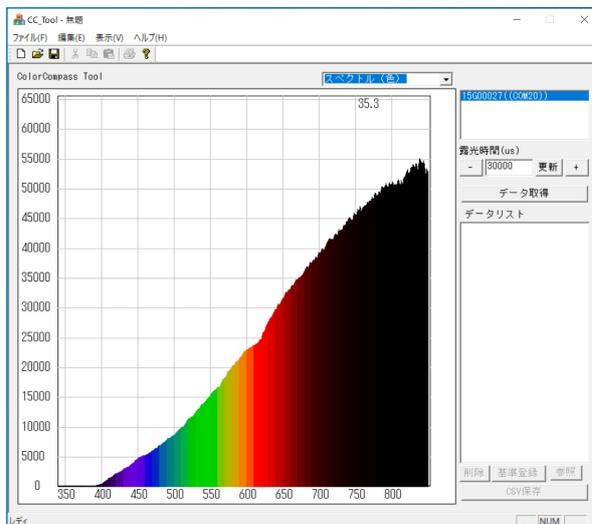 CC_Tool - 無題
ファイル(F) 編集(E) 表示(V) ヘルプ(H)
ColorCompass Tool
スペクトル（色）
65000
60000
55000
50000
45000
40000
35000
30000
25000
20000
15000
10000
5000
0
35.3
350 400 450 500 550 600 650 700 750 800
15G00027((COM20))
露光時間(us)
- 30000 更新 +
データ取得
データリスト
削除 基準登録 参照
CSV保存
レディ
NUM